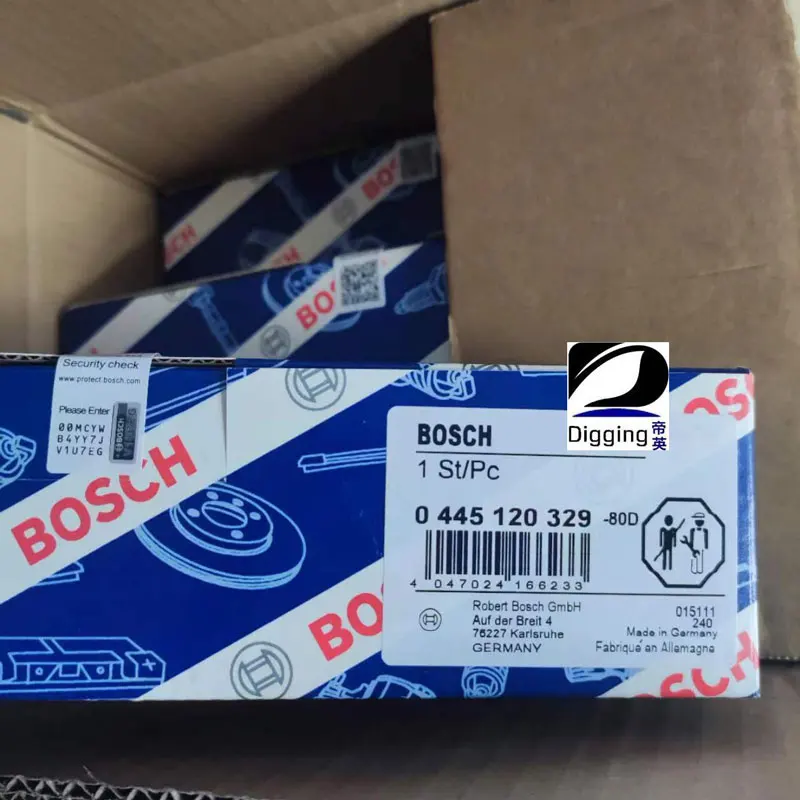 BOSCH
BOSCH
BOSCH
Security check
www.protect.bosch.com
Please Enter
00MCYW
B4YY7J
V1U7EG
BOSCH
BOSCH
Digging 帝英
BOSCH
1 St/Pc
0 445 120 329 -80D
4 047024 166233
Robert Bosch GmbH
Auf der Breit 4
76227 Karlsruhe
GERMANY
015111
240
Made in Germany
Fabriqué en Allemagne
OSCH